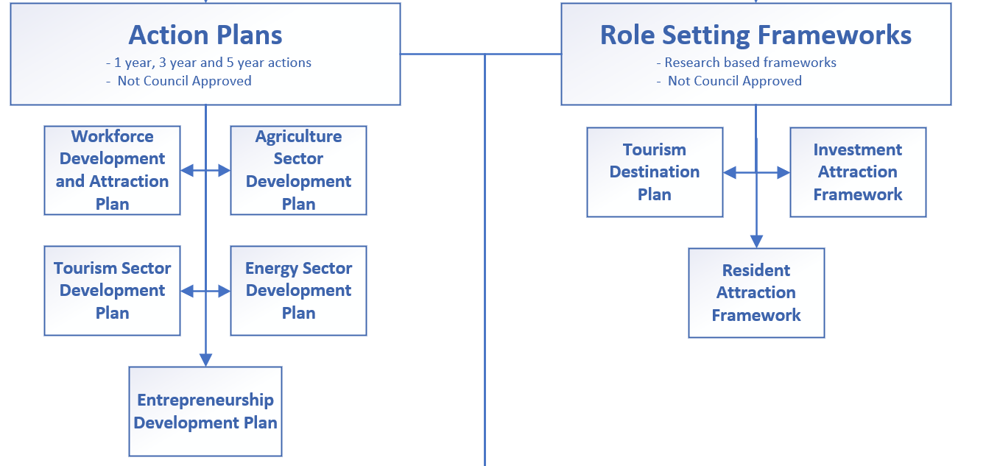 Action Plans
- 1 year, 3 year and 5 year actions
- Not Council Approved
Workforce
Development
and Attraction
Plan
Agriculture
Sector
Development
Plan
Tourism Sector
Development
Plan
Energy Sector
Development
Plan
Entrepreneurship
Development Plan
Role Setting Frameworks
- Research based frameworks
- Not Council Approved
Tourism
Destination
Plan
Investment
Attraction
Framework
Resident
Attraction
Framework